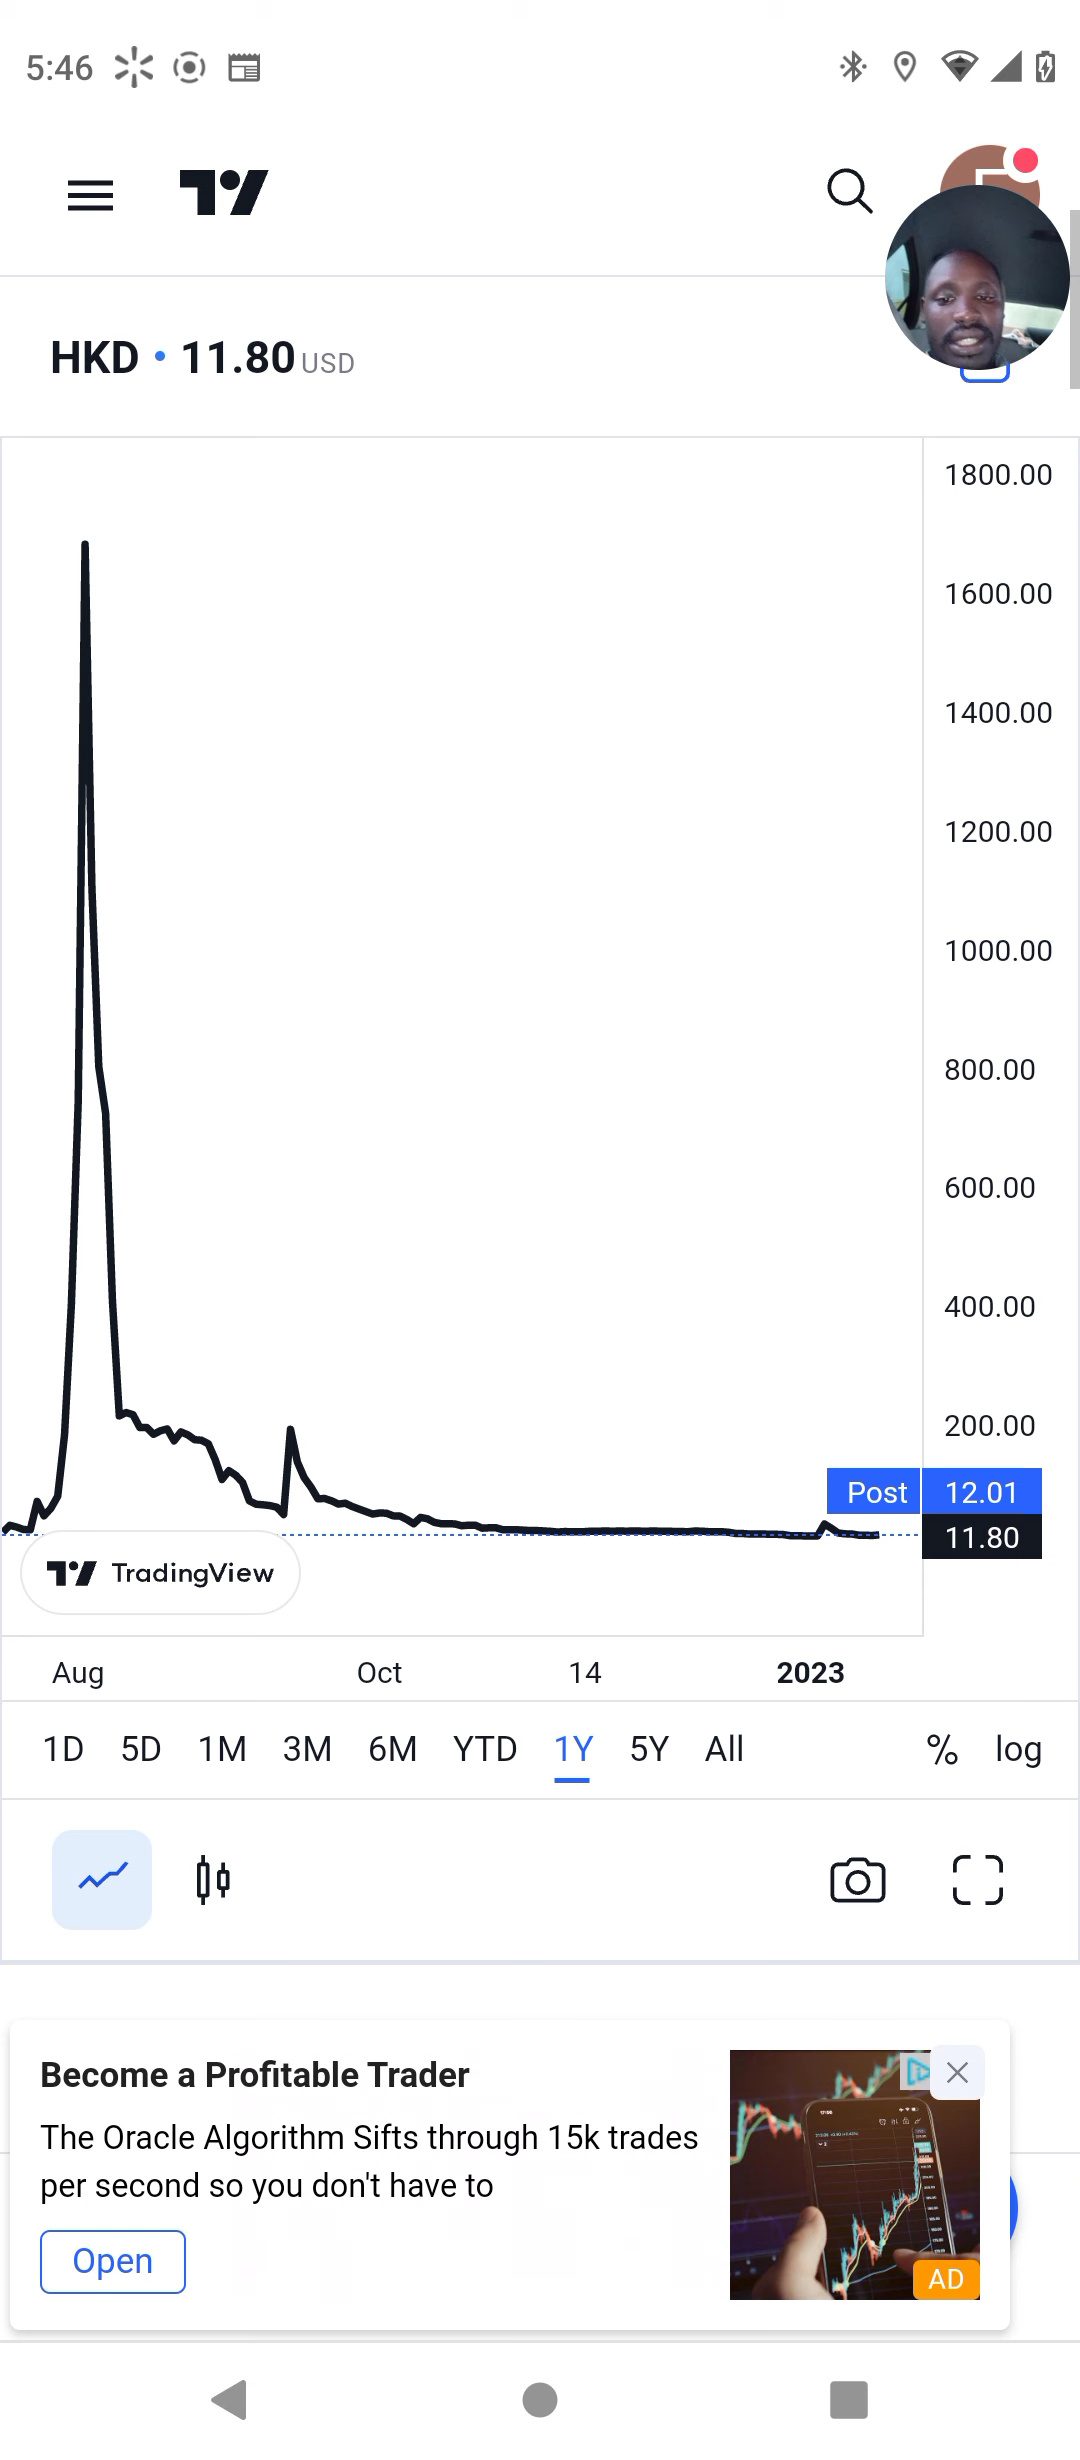 5:46
HKD • 11.80 USD
1800.00
1600.00
1400.00
1200.00
1000.00
800.00
600.00
400.00
200.00
Post 12.01
11.80
TradingView
Aug Oct 14 2023
1D 5D 1M 3M 6M YTD 1Y 5Y All % log
Become a Profitable Trader
The Oracle Algorithm Sifts through 15k trades
per second so you don't have to
Open
AD